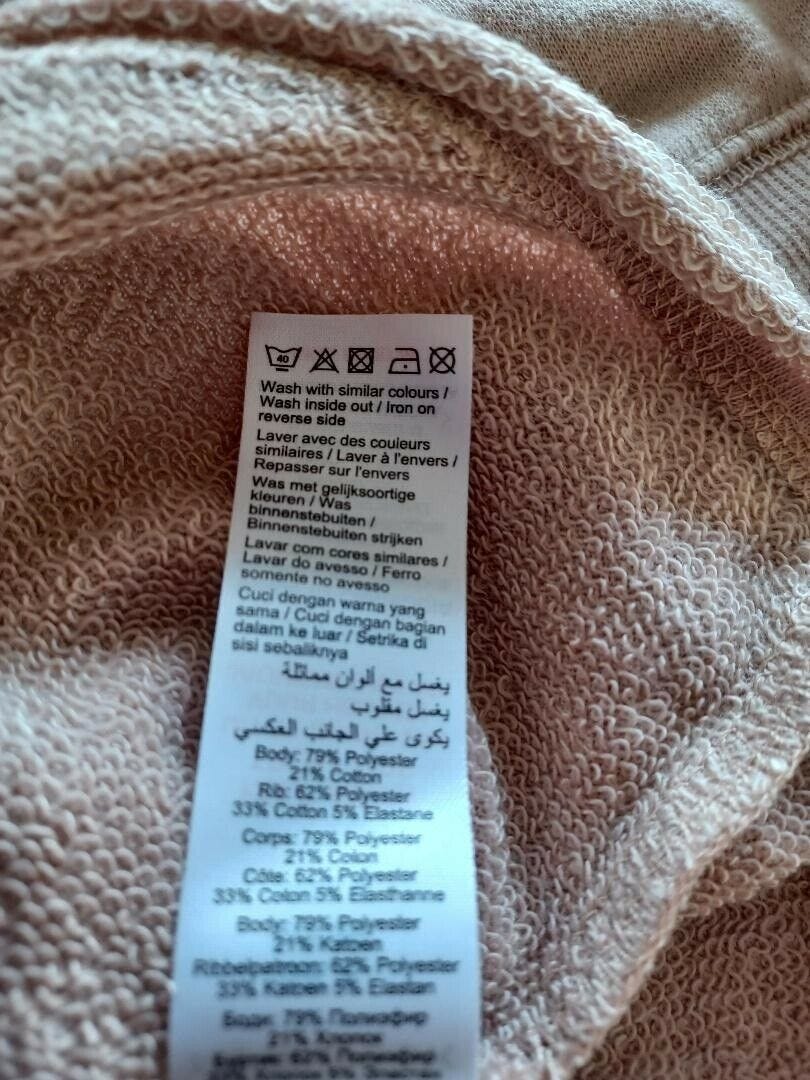 40
Wash with similar colours /
Wash inside out / Iron on
reverse side
Laver avec des couleurs
similaires / Laver à l'envers /
Repasser sur l'envers
Was met gelijksoortige
kleuren / Was
binnenstebuiten /
Binnenstebuiten strijken
Lavar com cores similares /
Lavar do avesso / Ferro
somente no avesso
Cuci dengan warna yang
sama / Cuci dengan bagian
dalam ke luar / Setrika di
sisi sebaliknya
يغسل مع ألوان مماثلة
يغسل مقلوب
يكوى علي الجانب العكسي
Body: 79% Polyester
21% Cotton
Rib: 62% Polyester
33% Cotton 5% Elastane
Corps: 79% Polyester
21% Coton
Côte: 62% Polyester
33% Coton 5% Elasthanne
Body: 79% Polyester
21% Katoen
Ribbelpatroon: 62% Polyester
33% Katoen 5% Elastan
79%
21%
62%